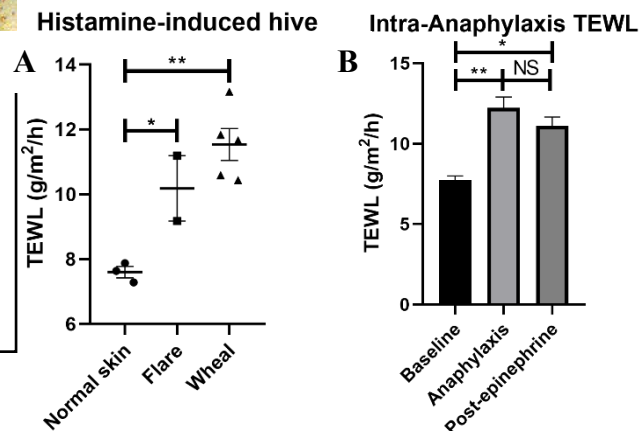 Histamine-induced hive
Intra-Anaphylaxis TEWL
A
B
TEWL (g/m²/h)
14
12
10
8
6
**
*
Normal skin
Flare
Wheal
TEWL (g/m²/h)
15
10
5
0
*
** NS
Baseline
Anaphylaxis
Post-epinephrine